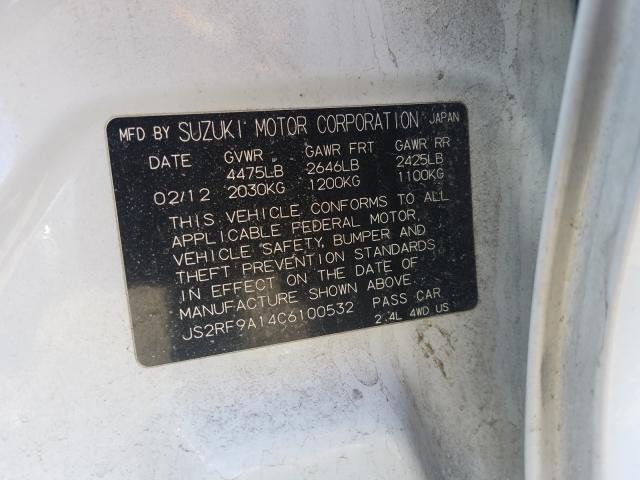 MFD BY SUZUKI MOTOR CORPORATION JAPAN
DATE GVWR GAWR FRT GAWR RR
4475LB 2646LB 2425LB
02/12 2030KG 1200KG 1100KG
THIS VEHICLE CONFORMS TO ALL
APPLICABLE FEDERAL MOTOR
VEHICLE SAFETY, BUMPER AND
THEFT PREVENTION STANDARDS
IN EFFECT ON THE DATE OF
MANUFACTURE SHOWN ABOVE.
JS2RF9A14C6100532 PASS CAR
2.4L 4WD US